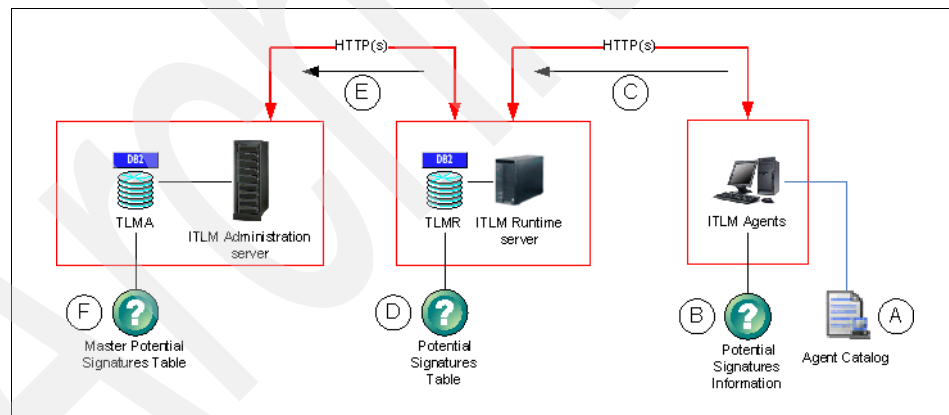 HTTP(s)
HTTP(s)
E
C
DB2
DB2
TLMA
ITLM Administration
server
TLMR
ITLM Runtime
server
ITLM Agents
F
D
B
A
Master Potential
Signatures Table
Potential
Signatures
Table
Potential
Signatures
Information
Agent Catalog